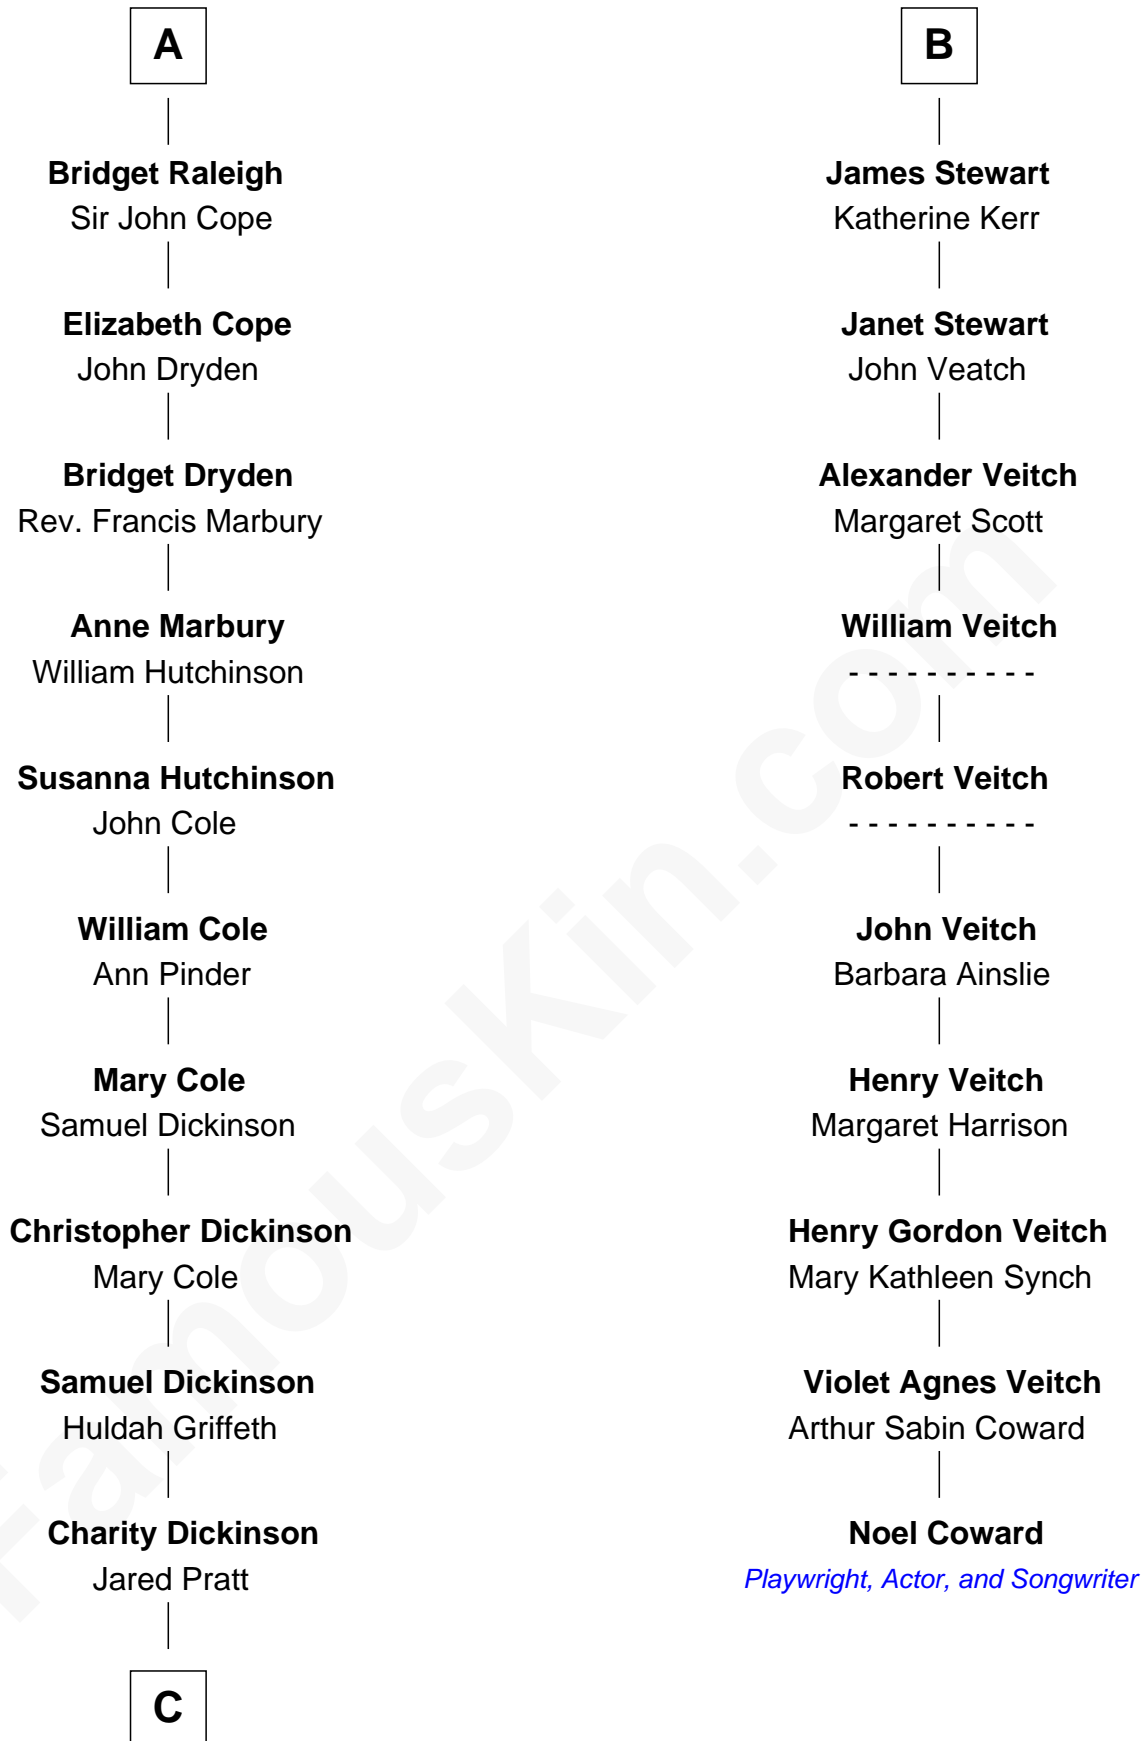 A
Bridget Raleigh
Sir John Cope
Elizabeth Cope
John Dryden
Bridget Dryden
Rev. Francis Marbury
Anne Marbury
William Hutchinson
Susanna Hutchinson
John Cole
William Cole
Ann Pinder
Mary Cole
Samuel Dickinson
Christopher Dickinson
Mary Cole
Samuel Dickinson
Huldah Griffeth
Charity Dickinson
Jared Pratt
C
B
James Stewart
Katherine Kerr
Janet Stewart
John Veatch
Alexander Veitch
Margaret Scott
William Veitch
- - - - - - - - - -
Robert Veitch
- - - - - - - - - -
John Veitch
Barbara Ainslie
Henry Veitch
Margaret Harrison
Henry Gordon Veitch
Mary Kathleen Synch
Violet Agnes Veitch
Arthur Sabin Coward
Noel Coward
Playwright, Actor, and Songwriter
FamousKin.com